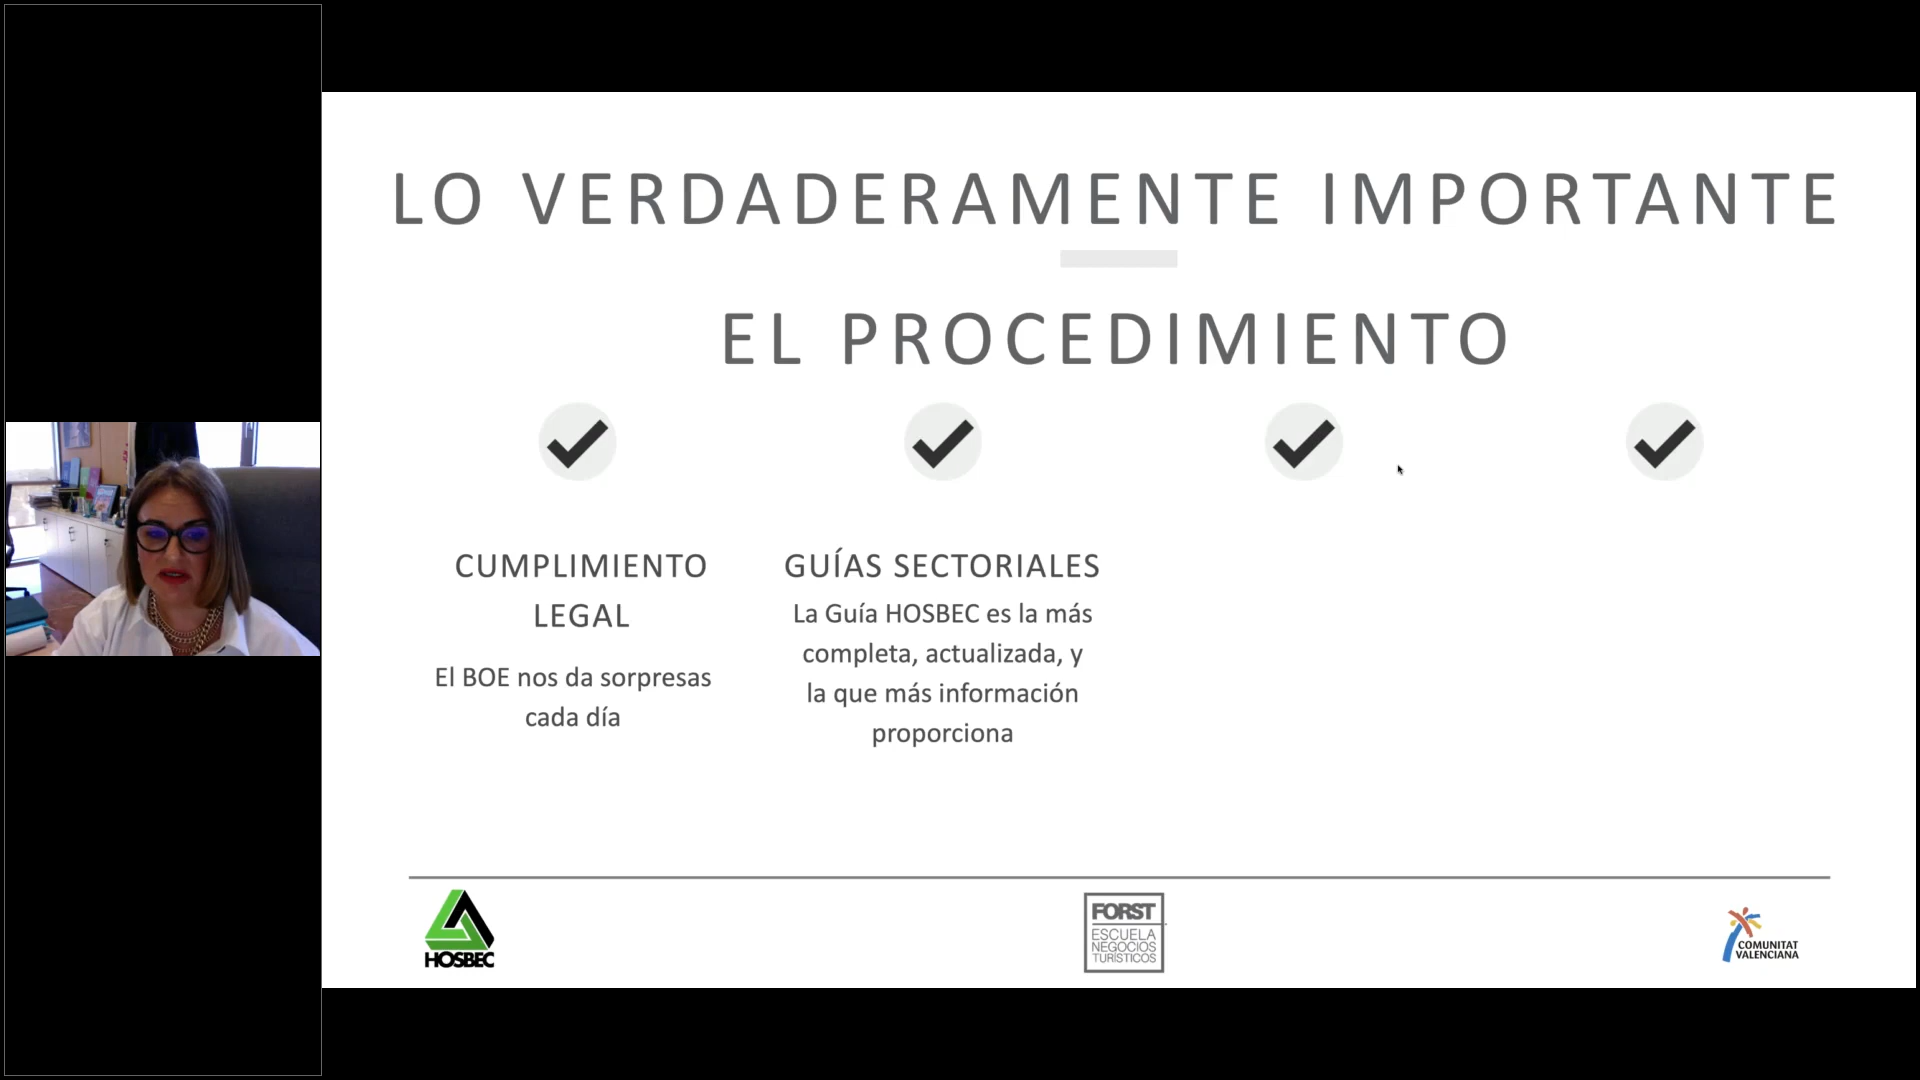 LO VERDADERAMENTE IMPORTANTE
EL PROCEDIMIENTO
CUMPLIMIENTO
LEGAL
El BOE nos da sorpresas
cada día
GUÍAS SECTORIALES
La Guía HOSBEC es la más
completa, actualizada, y
la que más información
proporciona
HOSBEC
FORST
ESCUELA
NEGOCIOS
TURÍSTICOS
COMUNITAT
VALENCIANA